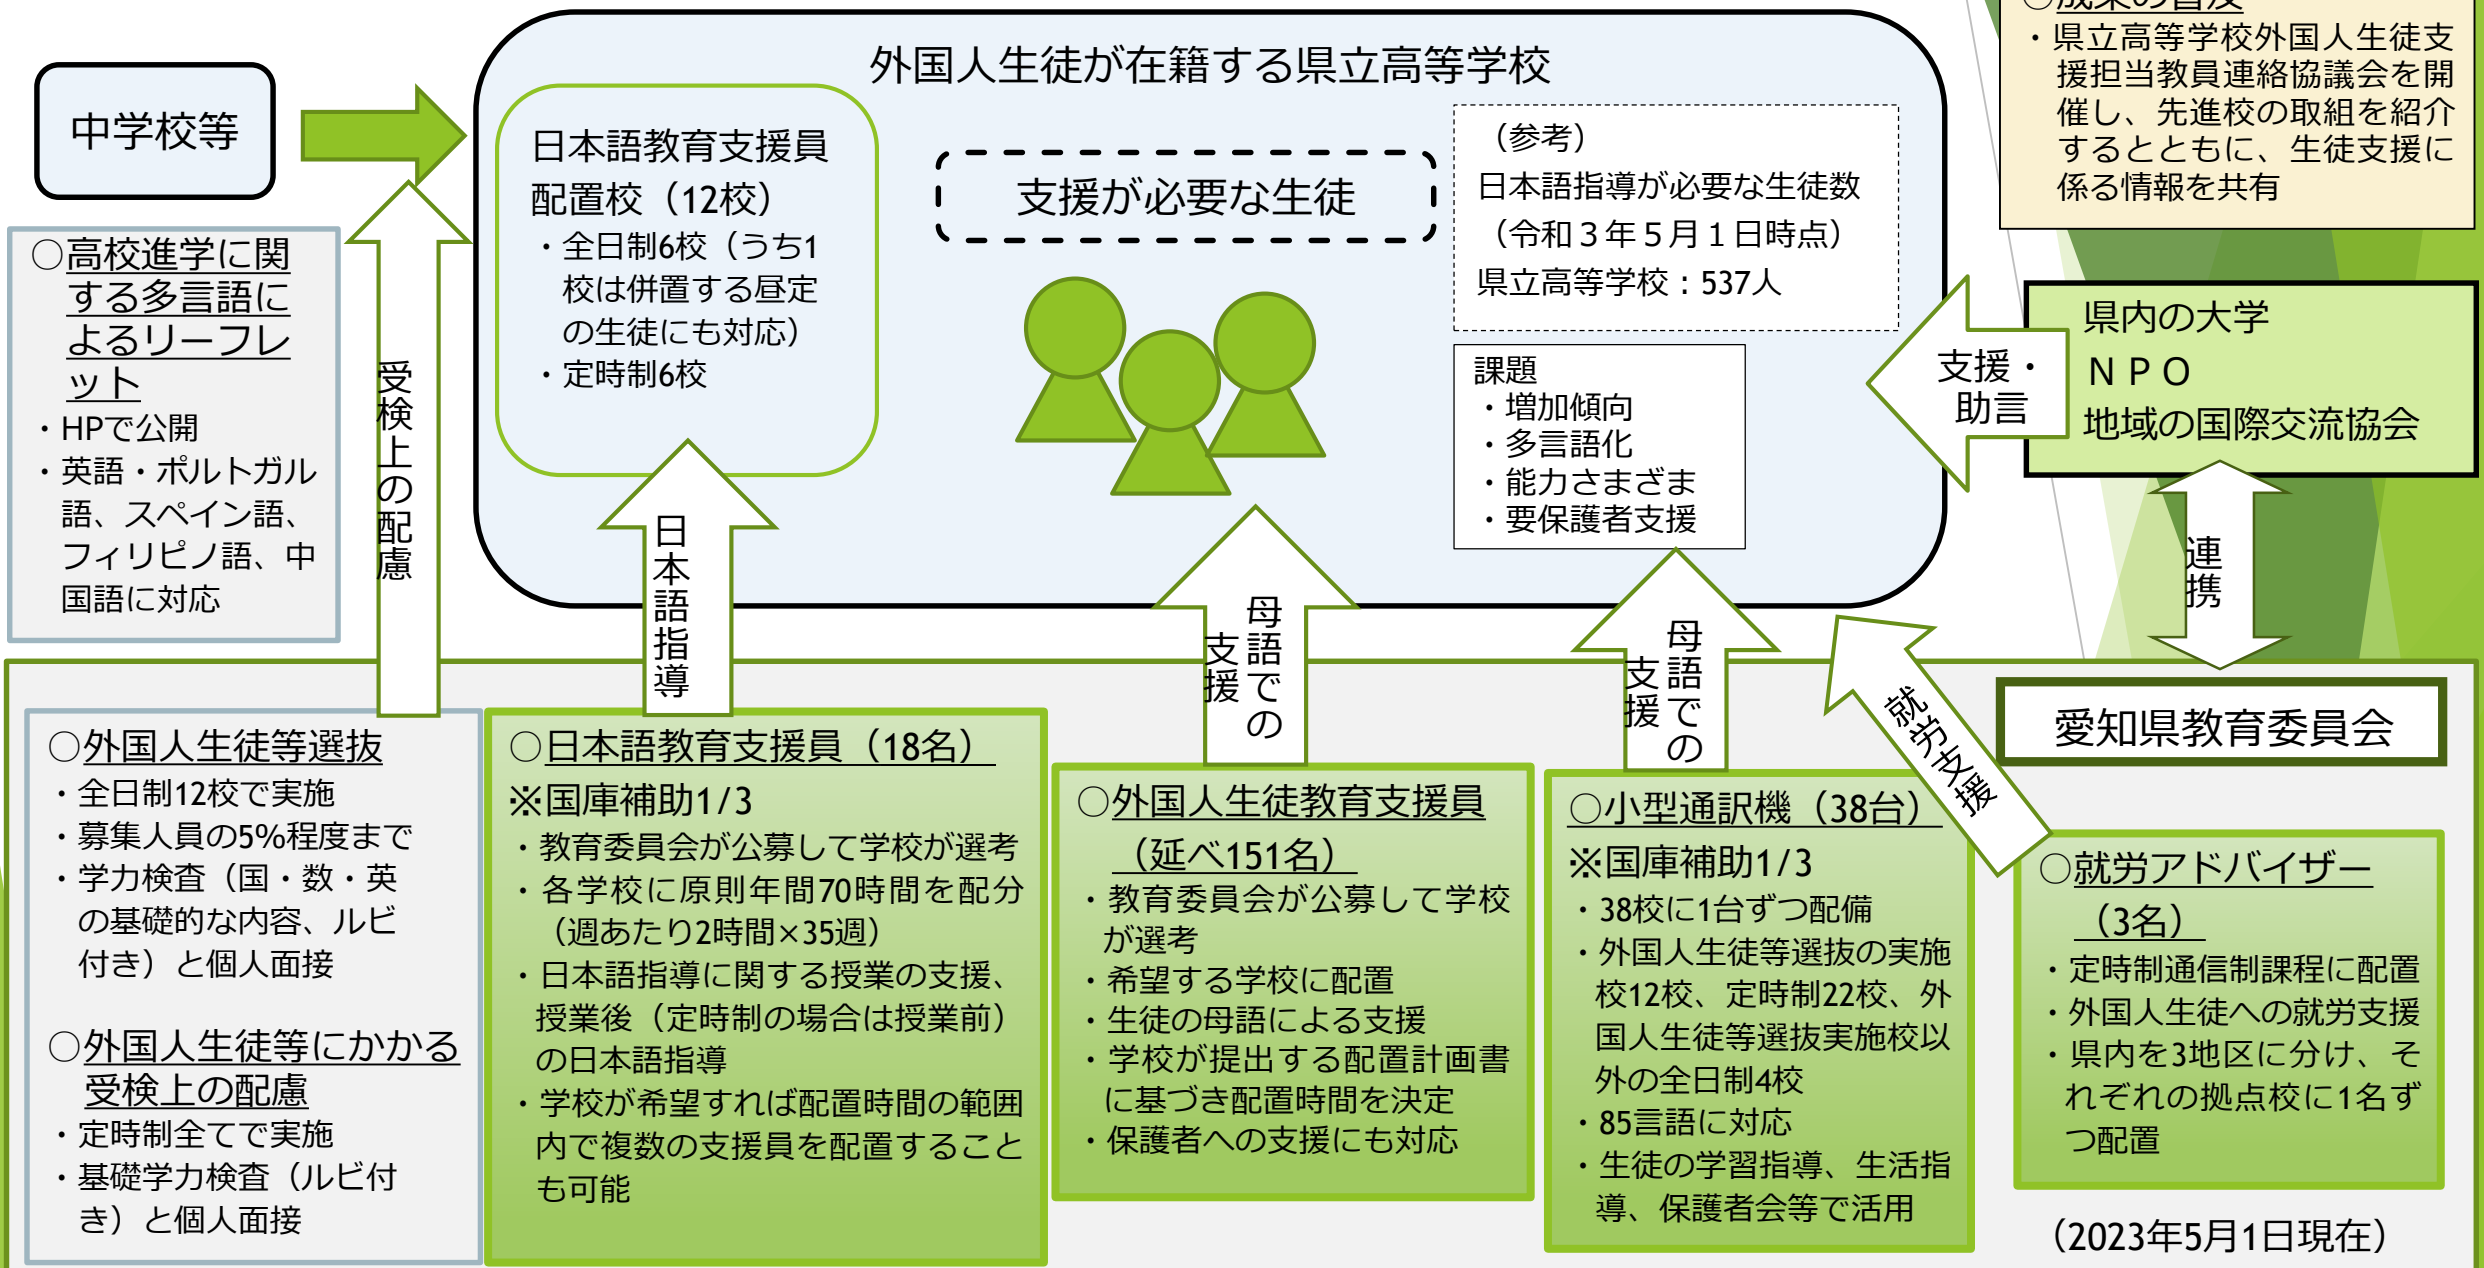 外国人生徒が在籍する県立高等学校
中学校等
日本語教育支援員
配置校（12校）
・全日制6校（うち1
校は併置する昼定
の生徒にも対応）
・定時制6校
支援が必要な生徒
（参考）
日本語指導が必要な生徒数
（令和３年５月１日時点）
県立高等学校：537人
課題
・増加傾向
・多言語化
・能力さまざま
・要保護者支援
○成果の普及
・県立高等学校外国人生徒支
援担当教員連絡協議会を開
催し、先進校の取組を紹介
するとともに、生徒支援に
係る情報を共有
県内の大学
ＮＰＯ
地域の国際交流協会
支援・
助言
連携
○高校進学に関
する多言語に
よるリーフレ
ット
・HPで公開
・英語・ポルトガル
語、スペイン語、
フィリピノ語、中
国語に対応
受検上の配慮
日本語指導
母語での
支援
母語での
支援
就労支援
愛知県教育委員会
○外国人生徒等選抜
・全日制12校で実施
・募集人員の5％程度まで
・学力検査（国・数・英
の基礎的な内容、ルビ
付き）と個人面接
○外国人生徒等にかかる
受検上の配慮
・定時制全てで実施
・基礎学力検査（ルビ付
き）と個人面接
○日本語教育支援員（18名）
※国庫補助1/3
・教育委員会が公募して学校が選考
・各学校に原則年間70時間を配分
（週あたり2時間×35週）
・日本語指導に関する授業の支援、
授業後（定時制の場合は授業前）
の日本語指導
・学校が希望すれば配置時間の範囲
内で複数の支援員を配置すること
も可能
○外国人生徒教育支援員
（延べ151名）
・教育委員会が公募して学校
が選考
・希望する学校に配置
・生徒の母語による支援
・学校が提出する配置計画書
に基づき配置時間を決定
・保護者への支援にも対応
○小型通訳機（38台）
※国庫補助1/3
・38校に1台ずつ配備
・外国人生徒等選抜の実施
校12校、定時制22校、外
国人生徒等選抜実施校以
外の全日制4校
・85言語に対応
・生徒の学習指導、生活指
導、保護者会等で活用
○就労アドバイザー
（3名）
・定時制通信制課程に配置
・外国人生徒への就労支援
・県内を3地区に分け、そ
れぞれの拠点校に1名ず
つ配置
（2023年5月1日現在）